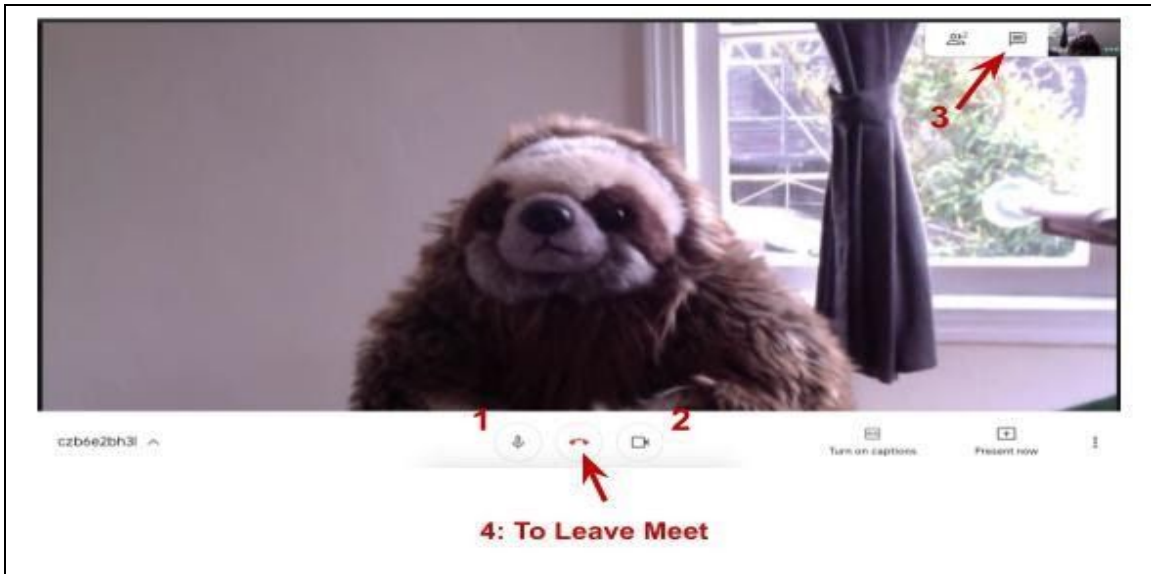 3
1
2
czb6e2bh3l
Turn on captions
Present now
4: To Leave Meet